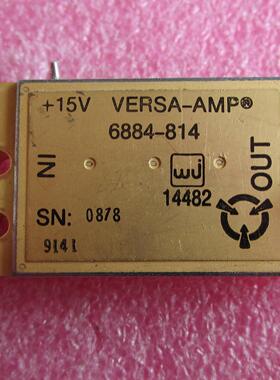 +15V VERSA-AMP®
6884-814
IN
wj
14482
OUT
SN: 0878
9141